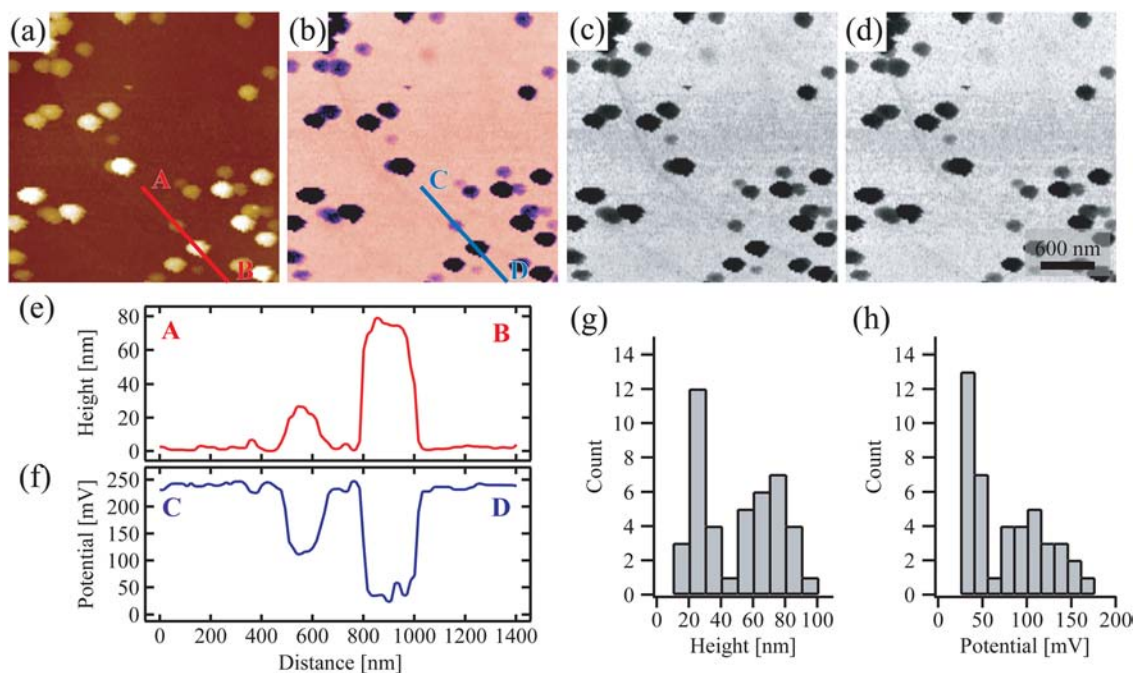 (a)
(b)
(c)
(d)
A
B
C
D
600 nm
(e)
80
60
40
20
0
Height [nm]
A
B
(f)
250
200
150
100
50
0
Potential [mV]
C
D
0 200 400 600 800 1000 1200 1400
Distance [nm]
(g)
14
12
10
8
6
4
2
0
Count
0 20 40 60 80 100
Height [nm]
(h)
14
12
10
8
6
4
2
0
Count
0 50 100 150 200
Potential [mV]